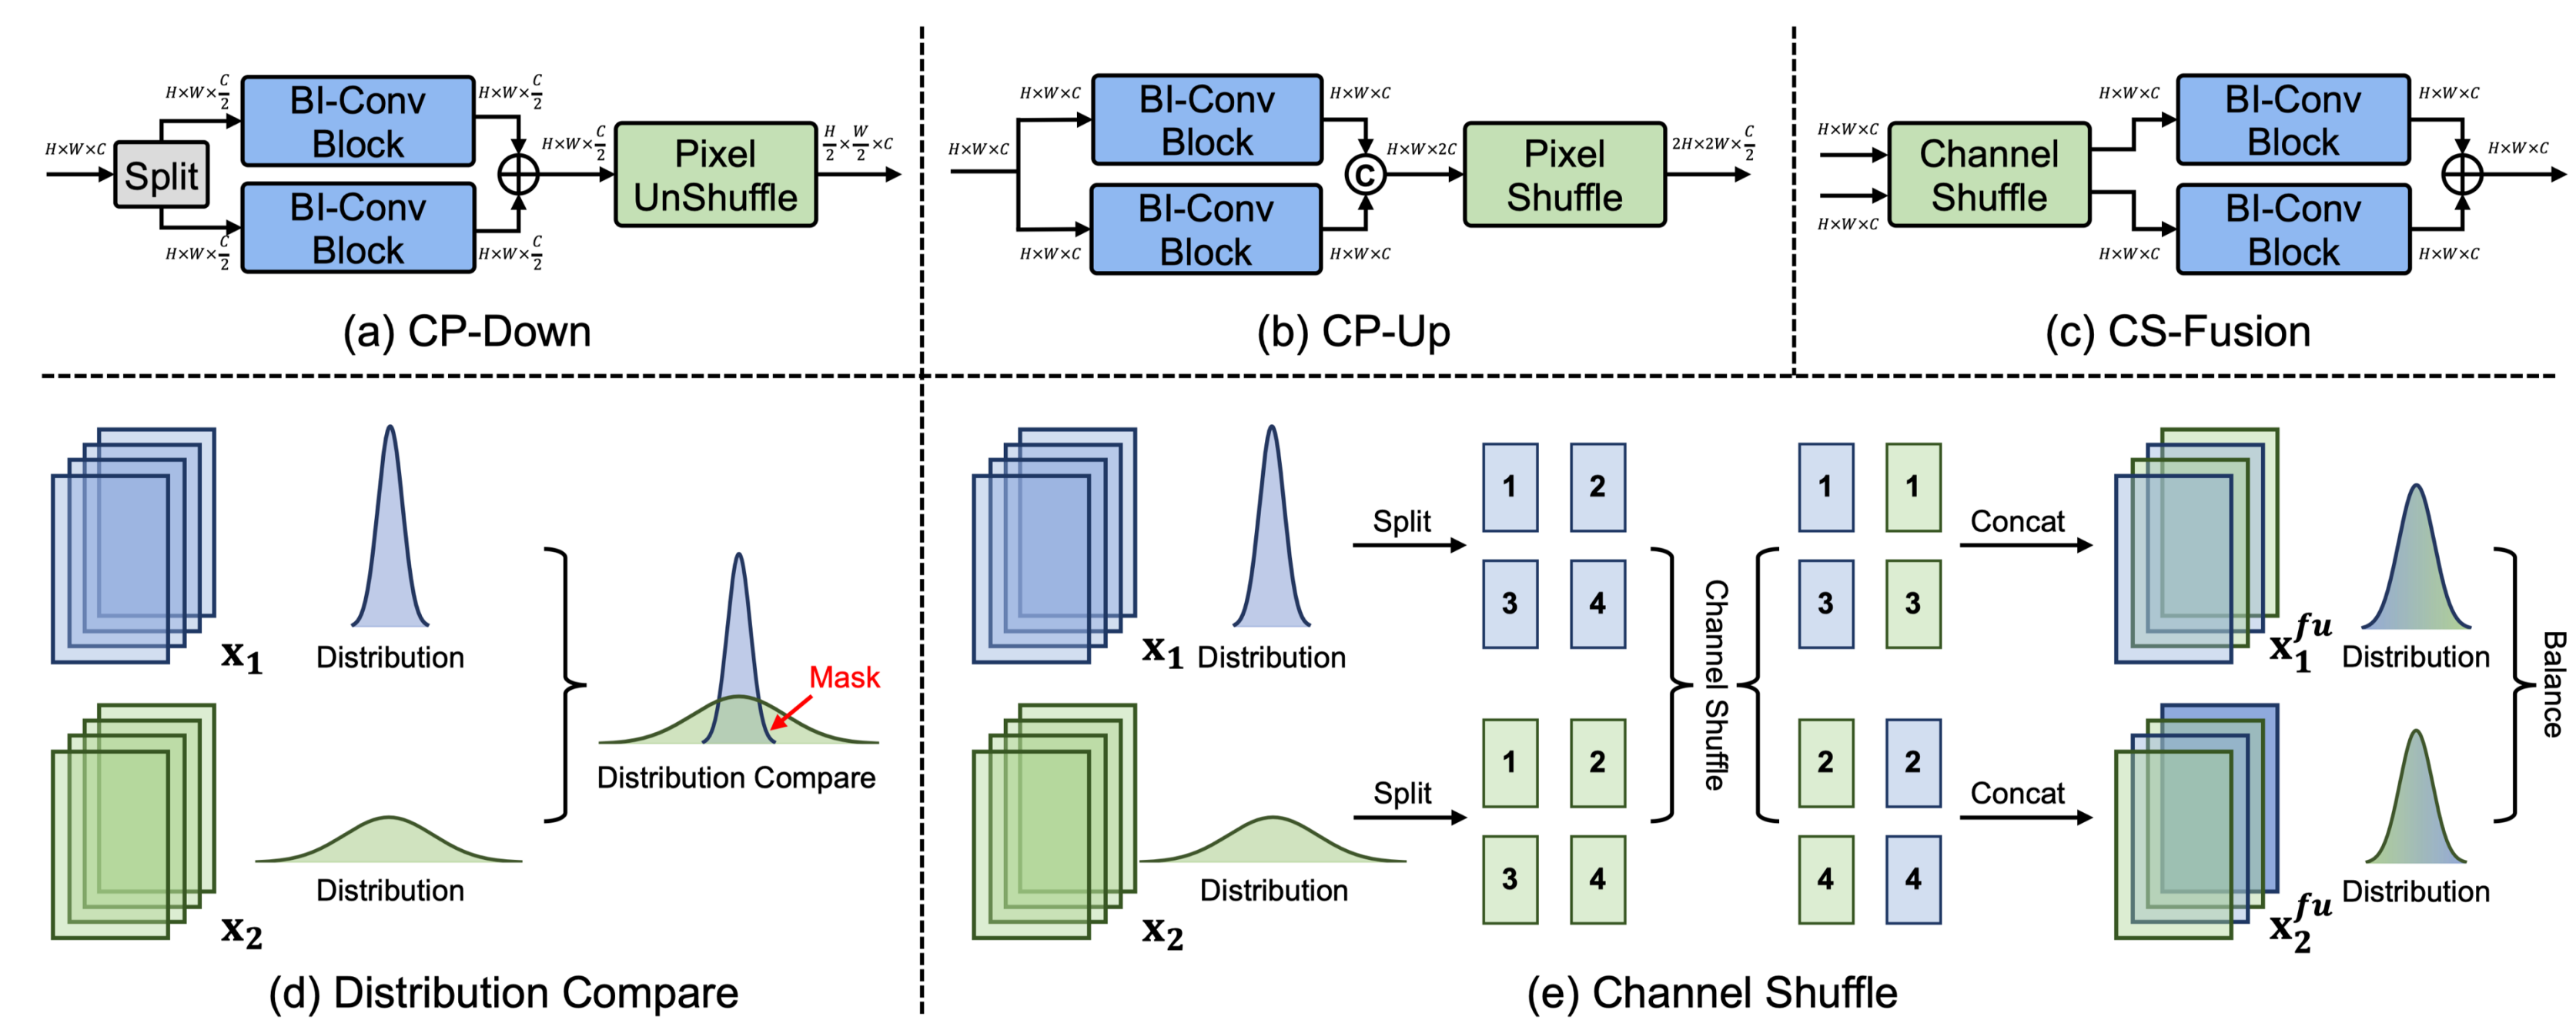 H×W×C
Split
H×W×C/2
H×W×C/2
BI-Conv
Block
BI-Conv
Block
H×W×C/2
H×W×C/2
H×W×C/2
Pixel
UnShuffle
H/2×W/2×C
(a) CP-Down
H×W×C
H×W×C
H×W×C
BI-Conv
Block
BI-Conv
Block
H×W×C
H×W×C
C
H×W×2C
Pixel
Shuffle
2H×2W×C/2
(b) CP-Up
H×W×C
H×W×C
Channel
Shuffle
H×W×C
H×W×C
BI-Conv
Block
BI-Conv
Block
H×W×C
H×W×C
H×W×C
(c) CS-Fusion
x₁
Distribution
x₂
Distribution
Mask
Distribution Compare
(d) Distribution Compare
x₁
Distribution
Split
1 2
3 4
x₂
Distribution
Split
1 2
3 4
Channel Shuffle
1 1
3 3
2 2
4 4
Concat
x₁ᶠᵘ
Distribution
Concat
x₂ᶠᵘ
Distribution
Balance
(e) Channel Shuffle